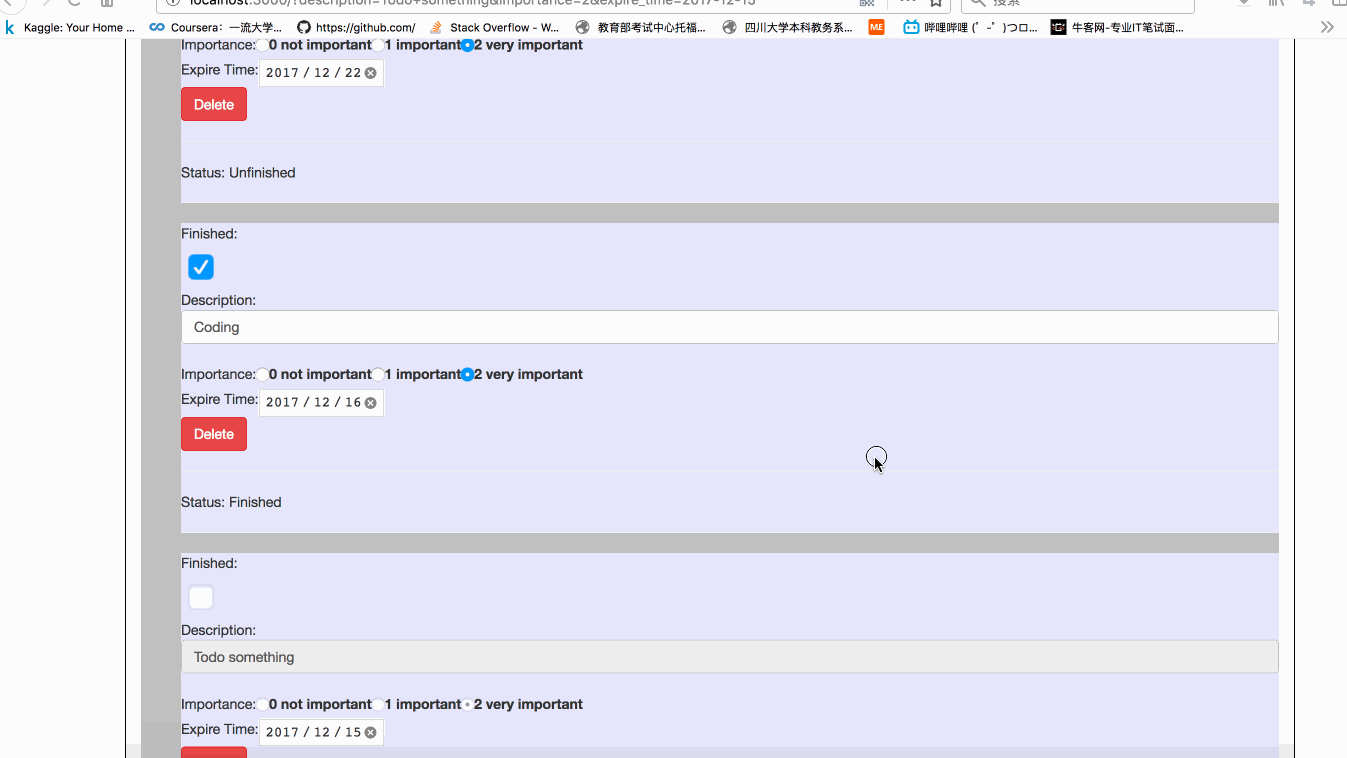 localhost:3000/?description=Todo+something&importance=2&expire_time=2017-12-15
搜索
Kaggle: Your Home ... Coursera：一流大学... https://github.com/ Stack Overflow - W... 教育部考试中心托福... 四川大学本科教务系... ME 哔哩哔哩 (゜-゜)つロ... 牛客网-专业IT笔试面...
Importance: 0 not important 1 important 2 very important
Expire Time: 2017 / 12 / 22
Delete
Status: Unfinished
Finished:
Description:
Coding
Importance: 0 not important 1 important 2 very important
Expire Time: 2017 / 12 / 16
Delete
Status: Finished
Finished:
Description:
Todo something
Importance: 0 not important 1 important 2 very important
Expire Time: 2017 / 12 / 15